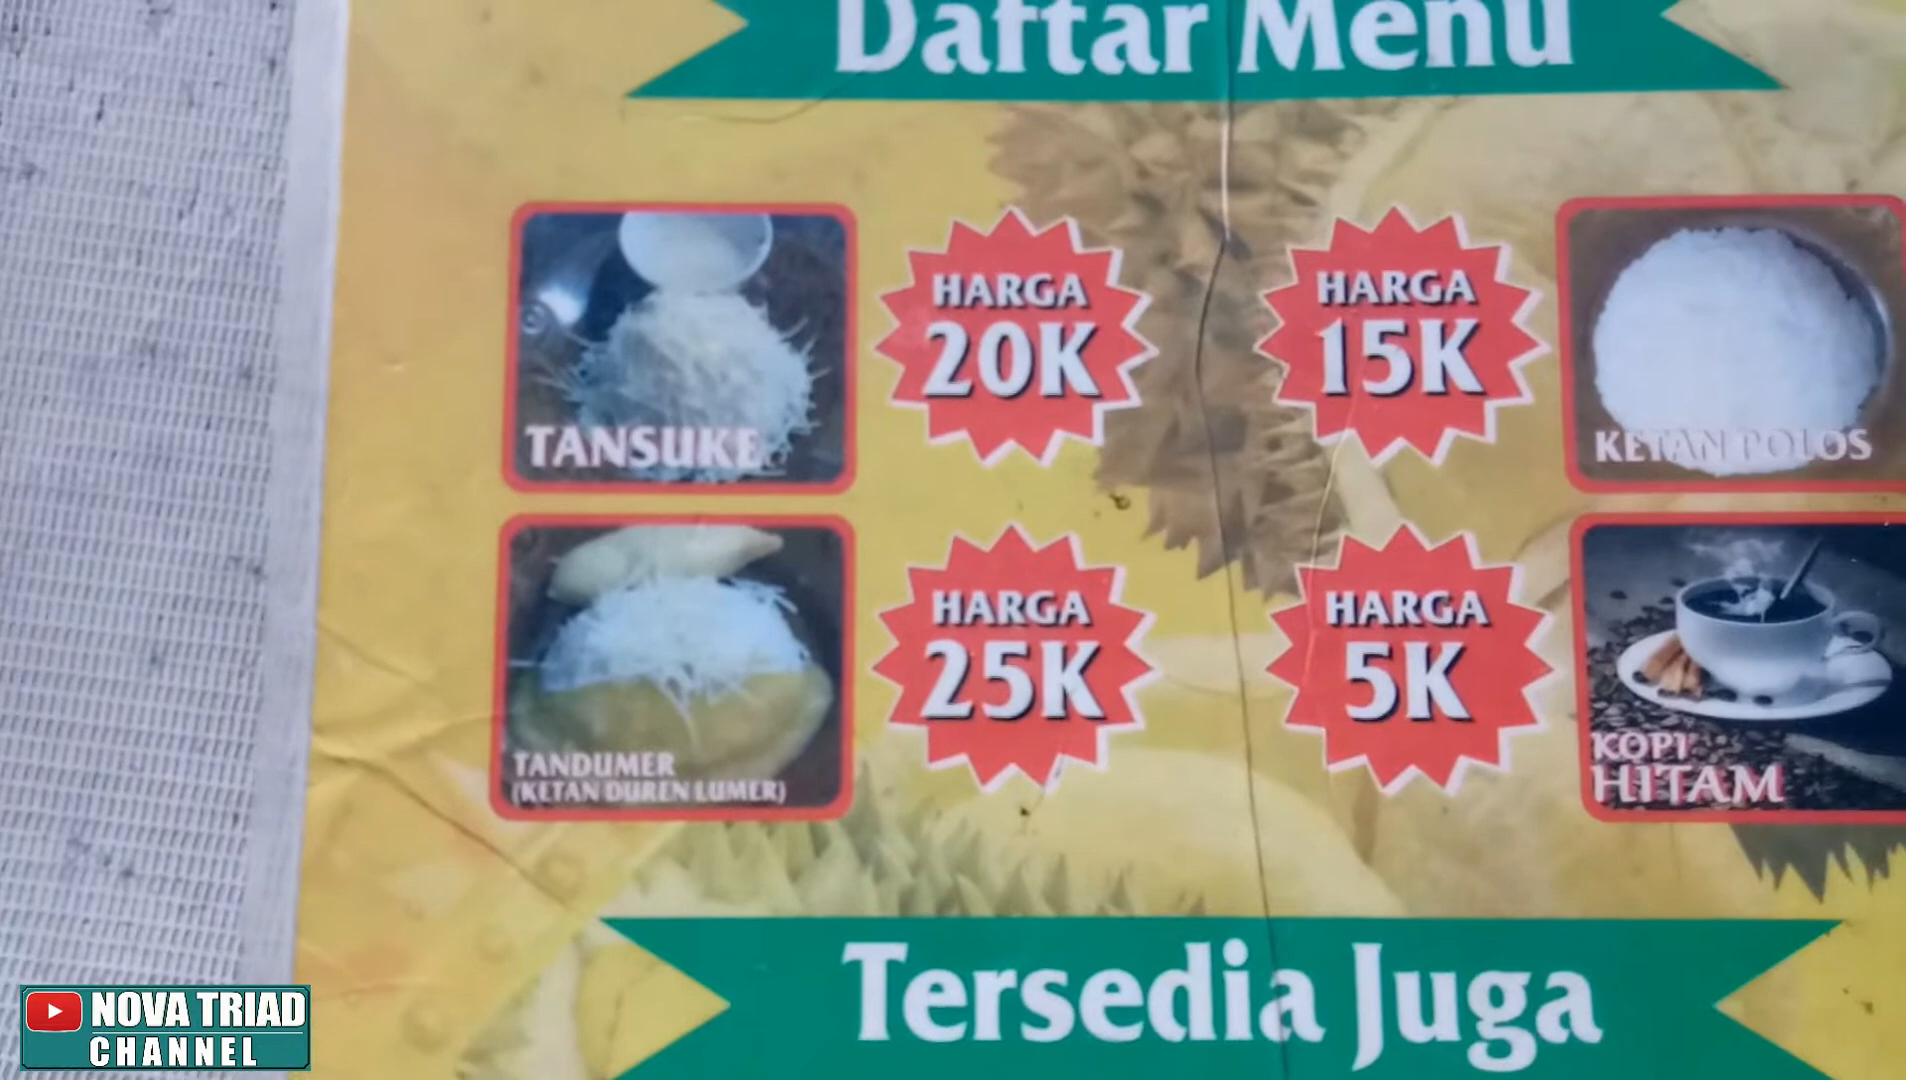 Daftar Menu
TANSUKE
HARGA
20K
HARGA
15K
KETAN POLOS
TANDUMER
(KETAN DUREN LUMER)
HARGA
25K
HARGA
5K
KOPI
HITAM
Tersedia Juga
NOVA TRIAD
CHANNEL